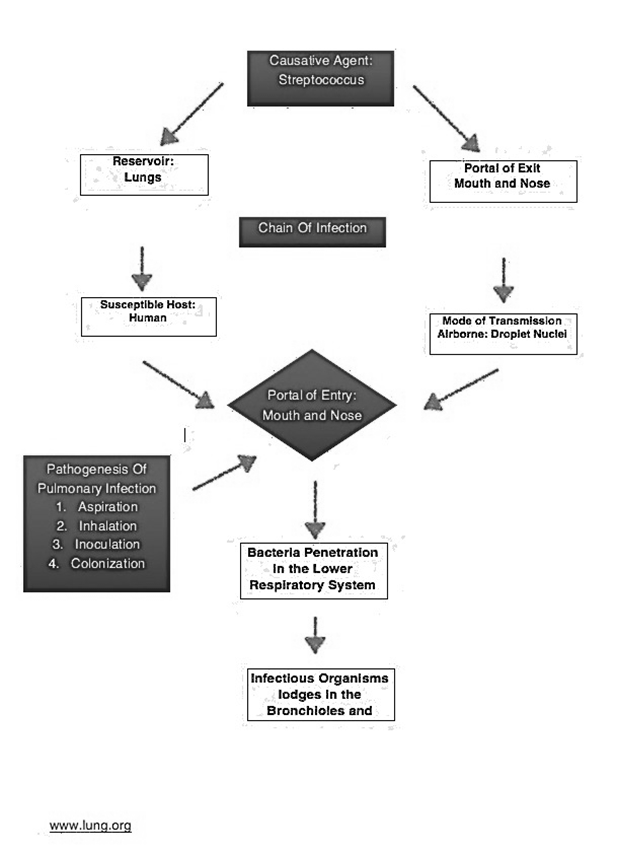 Causative Agent:
Streptococcus
Reservoir:
Lungs
Portal of Exit
Mouth and Nose
Chain Of Infection
Susceptible Host:
Human
Mode of Transmission
Airborne: Droplet Nuclei
Portal of Entry:
Mouth and Nose
Pathogenesis Of
Pulmonary Infection
1. Aspiration
2. Inhalation
3. Inoculation
4. Colonization
Bacteria Penetration
in the Lower
Respiratory System
Infectious Organisms
lodges in the
Bronchioles and
www.lung.org